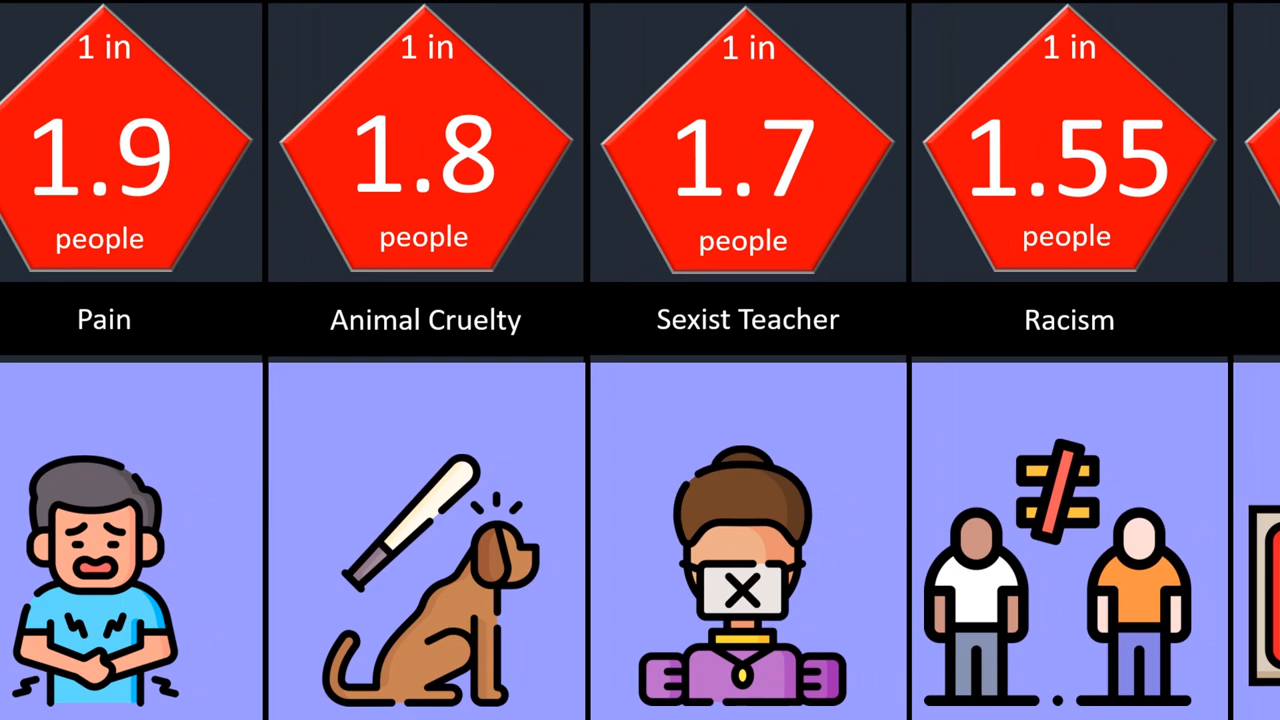 1 in
1.9
people
Pain
1 in
1.8
people
Animal Cruelty
1 in
1.7
people
Sexist Teacher
1 in
1.55
people
Racism